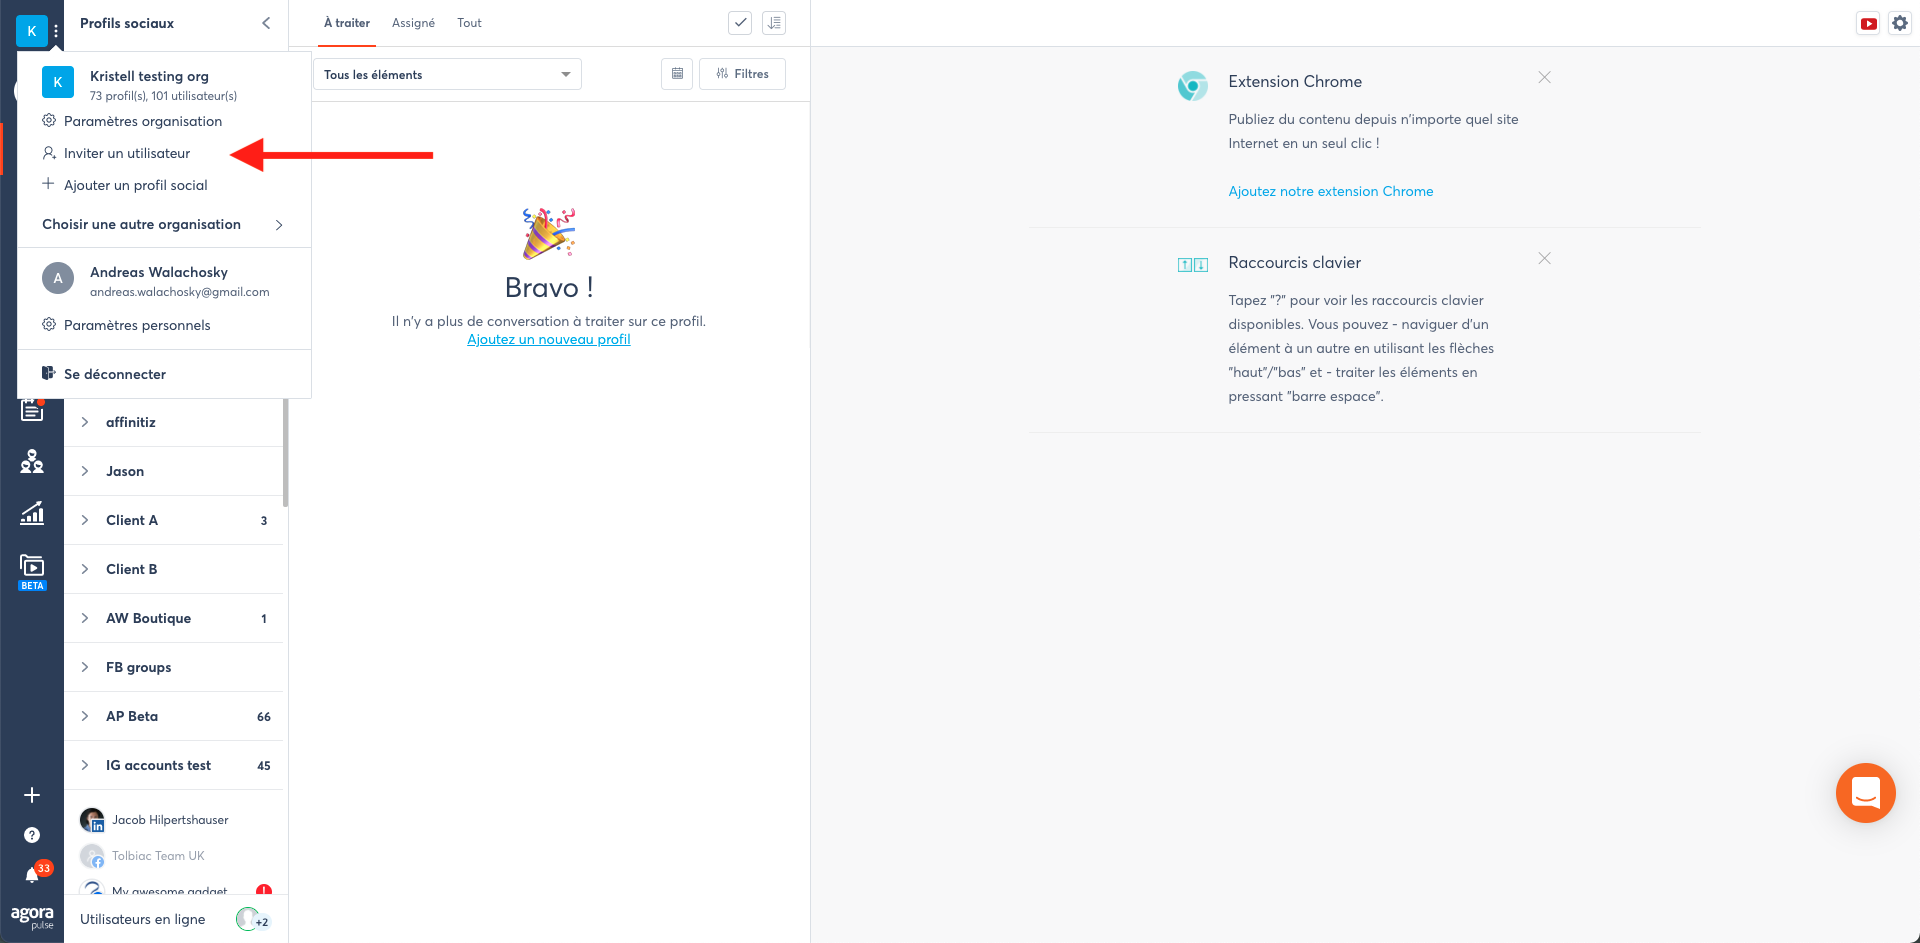 K
Profils sociaux
K
Kristell testing org
73 profil(s), 101 utilisateur(s)
Paramètres organisation
Inviter un utilisateur
Ajouter un profil social
Choisir une autre organisation
A
Andreas Walachosky
andreas.walachosky@gmail.com
Paramètres personnels
Se déconnecter
affinitiz
Jason
Client A 3
Client B
BETA
AW Boutique 1
FB groups
AP Beta 66
IG accounts test 45
Jacob Hilpertshauser
in
Tolbiac Team UK
My awesome gadget
!
33
agora
pulse
Utilisateurs en ligne
+2
À traiter Assigné Tout
Tous les éléments
Filtres
Bravo !
Il n'y a plus de conversation à traiter sur ce profil.
Ajoutez un nouveau profil
Extension Chrome
Publiez du contenu depuis n'importe quel site
Internet en un seul clic !
Ajoutez notre extension Chrome
Raccourcis clavier
Tapez "?" pour voir les raccourcis clavier
disponibles. Vous pouvez - naviguer d'un
élément à un autre en utilisant les flèches
"haut"/"bas" et - traiter les éléments en
pressant "barre espace".